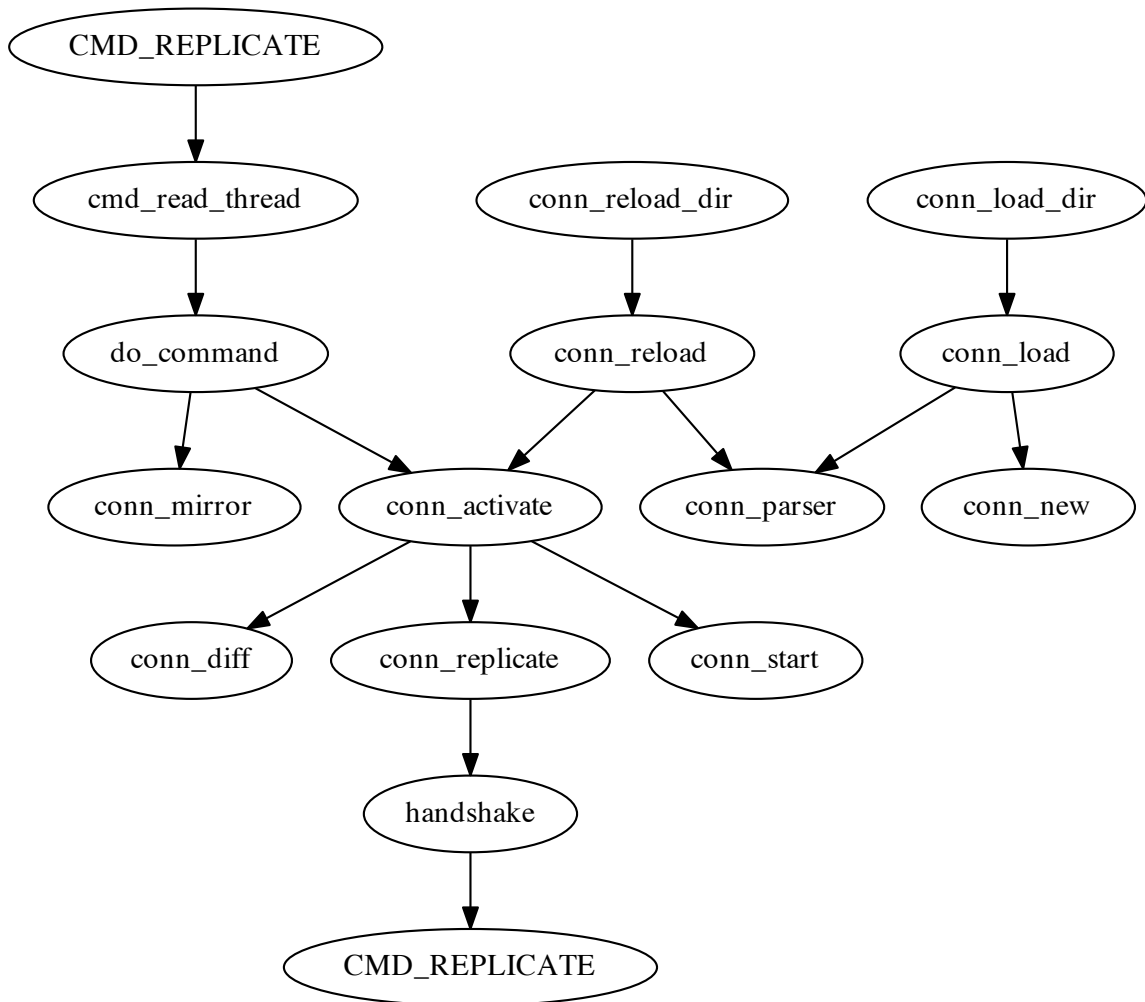 CMD_REPLICATE
cmd_read_thread
conn_reload_dir
conn_load_dir
do_command
conn_reload
conn_load
conn_mirror
conn_activate
conn_parser
conn_new
conn_diff
conn_replicate
conn_start
handshake
CMD_REPLICATE